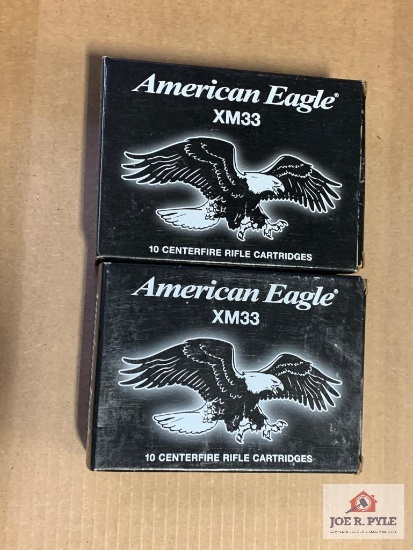 American Eagle®
XM33
10 CENTERFIRE RIFLE CARTRIDGES
American Eagle®
XM33
10 CENTERFIRE RIFLE CARTRIDGES
JOE R. PYLE